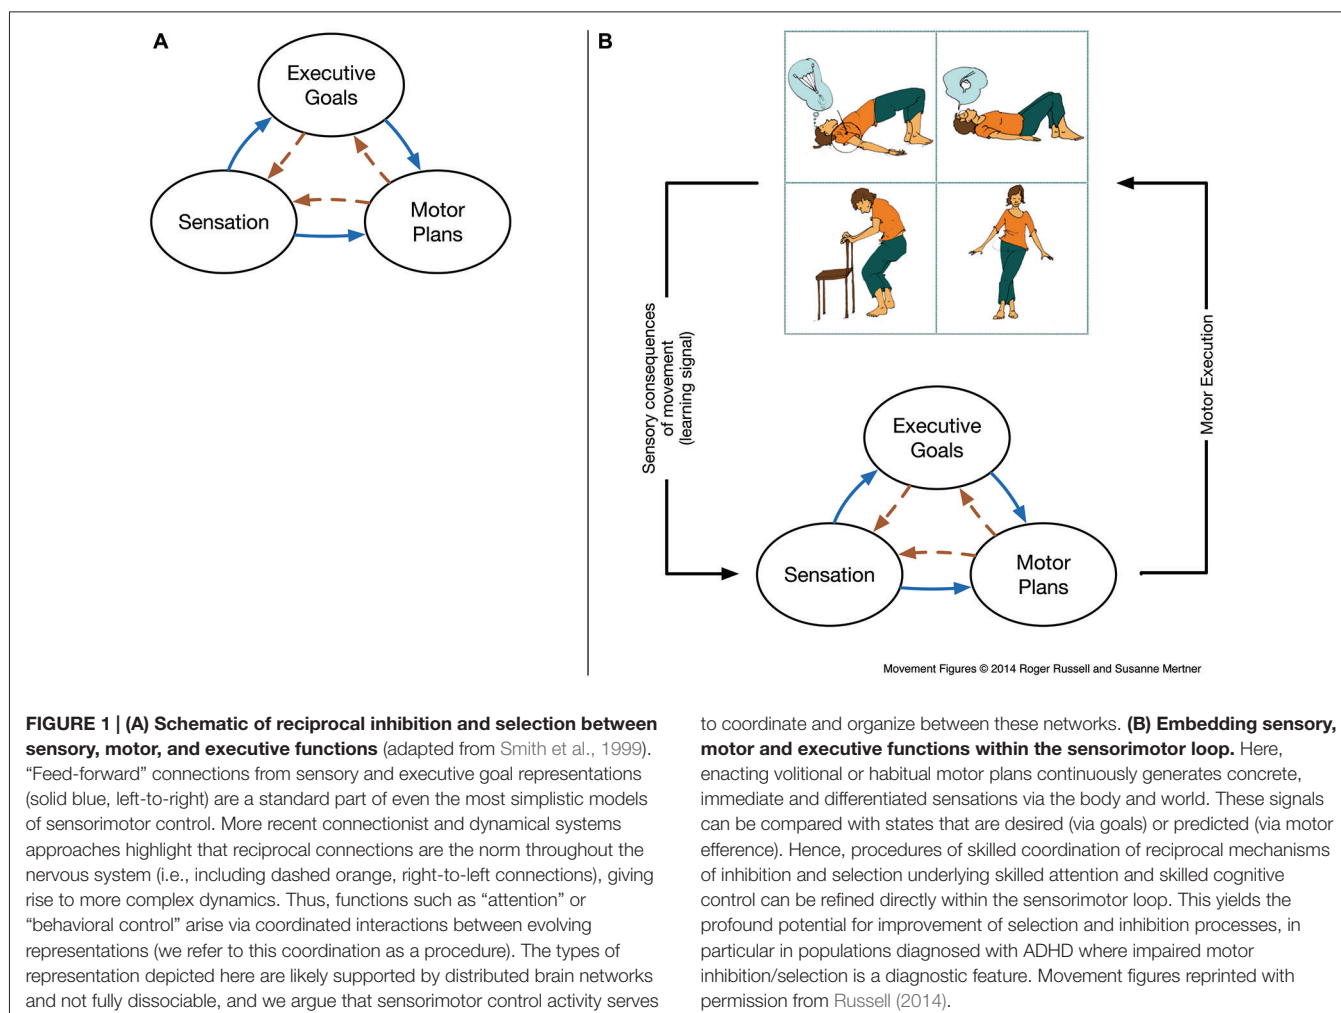 A
Executive
Goals
Sensation
Motor
Plans
B
Sensory consequences
of movement
(learning signal)
Motor Execution
Executive
Goals
Sensation
Motor
Plans
Movement Figures © 2014 Roger Russell and Susanne Mertner
FIGURE 1 | (A) Schematic of reciprocal inhibition and selection between
sensory, motor, and executive functions (adapted from Smith et al., 1999).
“Feed-forward” connections from sensory and executive goal representations
(solid blue, left-to-right) are a standard part of even the most simplistic models
of sensorimotor control. More recent connectionist and dynamical systems
approaches highlight that reciprocal connections are the norm throughout the
nervous system (i.e., including dashed orange, right-to-left connections), giving
rise to more complex dynamics. Thus, functions such as “attention” or
“behavioral control” arise via coordinated interactions between evolving
representations (we refer to this coordination as a procedure). The types of
representation depicted here are likely supported by distributed brain networks
and not fully dissociable, and we argue that sensorimotor control activity serves
to coordinate and organize between these networks. (B) Embedding sensory,
motor and executive functions within the sensorimotor loop. Here,
enacting volitional or habitual motor plans continuously generates concrete,
immediate and differentiated sensations via the body and world. These signals
can be compared with states that are desired (via goals) or predicted (via motor
efference). Hence, procedures of skilled coordination of reciprocal mechanisms
of inhibition and selection underlying skilled attention and skilled cognitive
control can be refined directly within the sensorimotor loop. This yields the
profound potential for improvement of selection and inhibition processes, in
particular in populations diagnosed with ADHD where impaired motor
inhibition/selection is a diagnostic feature. Movement figures reprinted with
permission from Russell (2014).